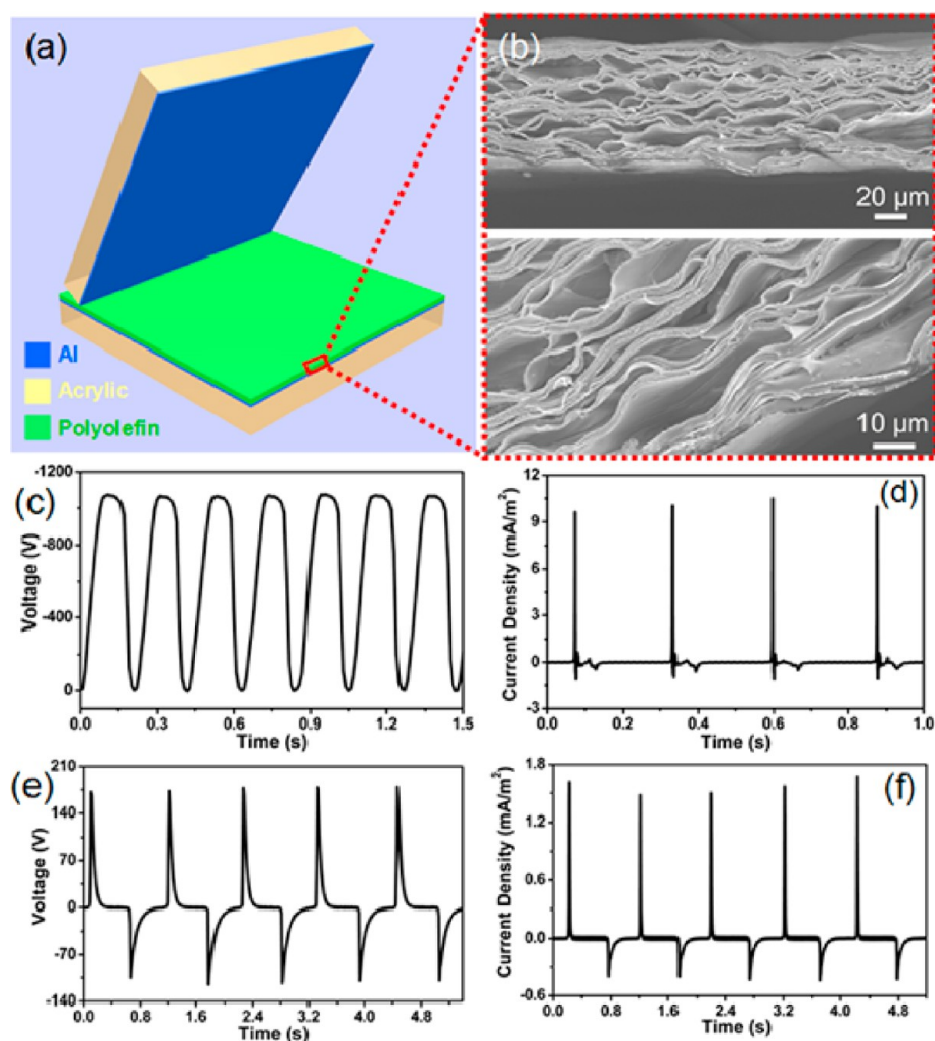 (a)
Al
Acrylic
Polyolefin
(b)
20 µm
10 µm
(c)
-1200
-800
-400
0
Voltage (V)
0.0 0.3 0.6 0.9 1.2 1.5
Time (s)
(d)
12
9
6
3
0
-3
Current Density (mA/m²)
0.0 0.2 0.4 0.6 0.8 1.0
Time (s)
(e)
210
140
70
0
-70
-140
Voltage (V)
0.0 0.8 1.6 2.4 3.2 4.0 4.8
Time (s)
(f)
1.8
1.2
0.6
0.0
-0.6
Current Density (mA/m²)
0.0 0.8 1.6 2.4 3.2 4.0 4.8
Time (s)